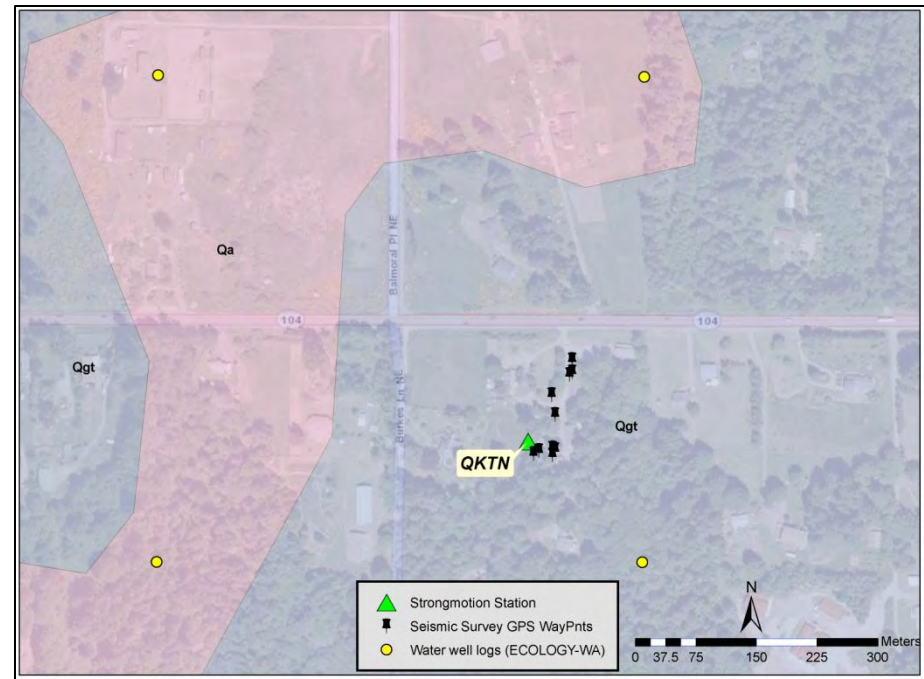 Qa
Balmoral Pl NE
104
104
Qgt
Burkes Ln NE
Qgt
QKTN
Strongmotion Station
Seismic Survey GPS WayPnts
Water well logs (ECOLOGY-WA)
N
Meters
0 37.5 75 150 225 300